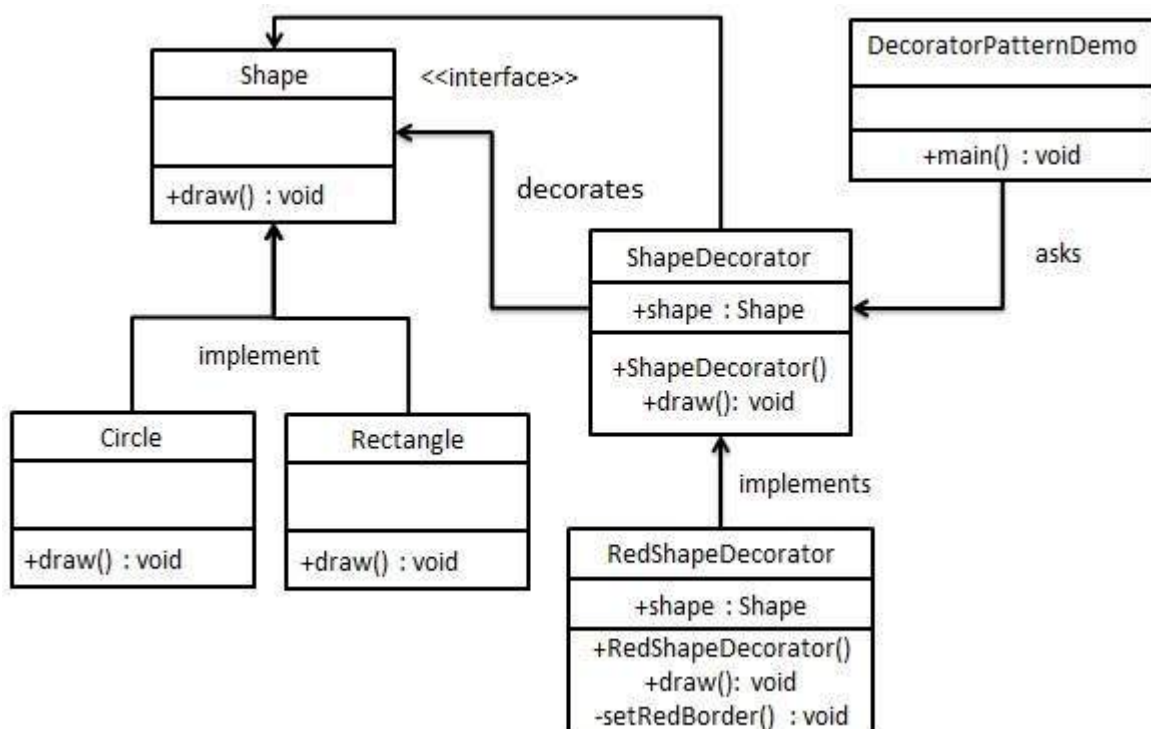 Shape
+draw() : void
<<interface>>
decorates
DecoratorPatternDemo
+main() : void
asks
ShapeDecorator
+shape : Shape
+ShapeDecorator()
+draw(): void
implement
Circle
+draw() : void
Rectangle
+draw() : void
implements
RedShapeDecorator
+shape : Shape
+RedShapeDecorator()
+draw(): void
-setRedBorder() : void